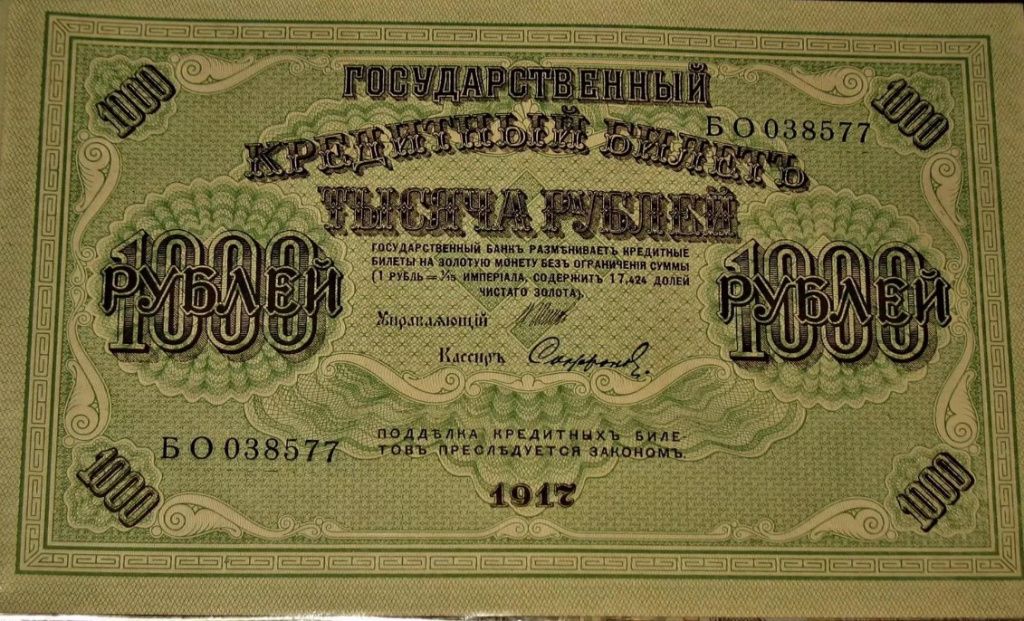 1000
1000
ГОСУДАРСТВЕННЫЙ
КРЕДИТНЫЙ БИЛЕТЪ
БО 038577
ТЫСЯЧА РУБЛЕЙ
ГОСУДАРСТВЕННЫЙ БАНКЪ РАЗМѢНИВАЕТЪ КРЕДИТНЫЕ
БИЛЕТЫ НА ЗОЛОТУЮ МОНЕТУ БЕЗЪ ОГРАНИЧЕНІЯ СУММЫ
(1 РУБЛЬ = 1/15 ИМПЕРІАЛА, СОДЕРЖИТЪ 17,424 ДОЛЕЙ
ЧИСТАГО ЗОЛОТА).
1000
РУБЛЕЙ
1000
РУБЛЕЙ
Управляющій
Кассиръ Сафронов
БО 038577
ПОДДѢЛКА КРЕДИТНЫХЪ БИЛЕ-
ТОВЪ ПРЕСЛѢДУЕТСЯ ЗАКОНОМЪ.
1917
1000
1000